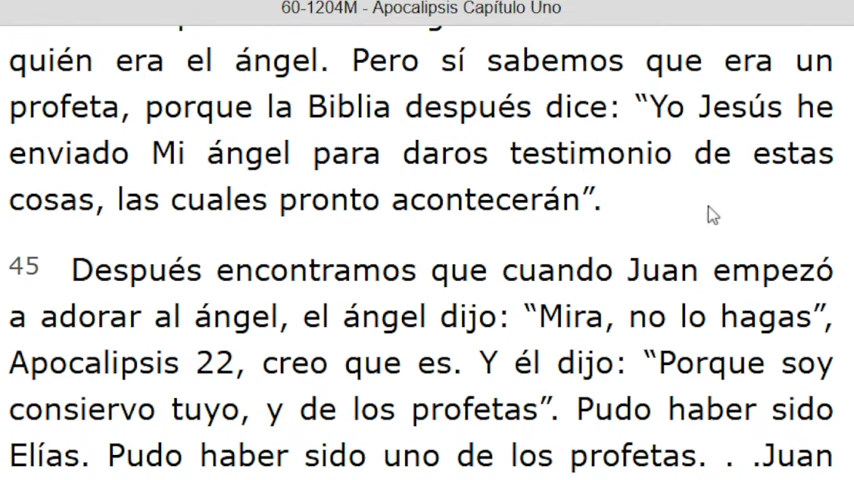 60-1204M - Apocalipsis Capítulo Uno
quién era el ángel. Pero sí sabemos que era un
profeta, porque la Biblia después dice: “Yo Jesús he
enviado Mi ángel para daros testimonio de estas
cosas, las cuales pronto acontecerán”.
45 Después encontramos que cuando Juan empezó
a adorar al ángel, el ángel dijo: “Mira, no lo hagas”,
Apocalipsis 22, creo que es. Y él dijo: “Porque soy
consiervo tuyo, y de los profetas”. Pudo haber sido
Elías. Pudo haber sido uno de los profetas. . .Juan